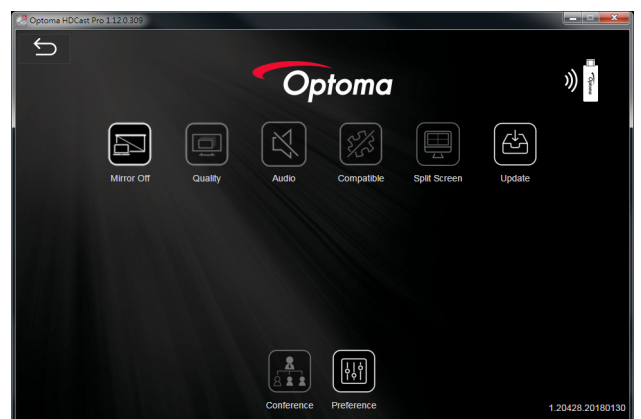 Optoma HDCast Pro 1.12.0.309
Optoma
Optoma
Mirror Off Quality Audio Compatible Split Screen Update
Conference Preference
1.20428.20180130